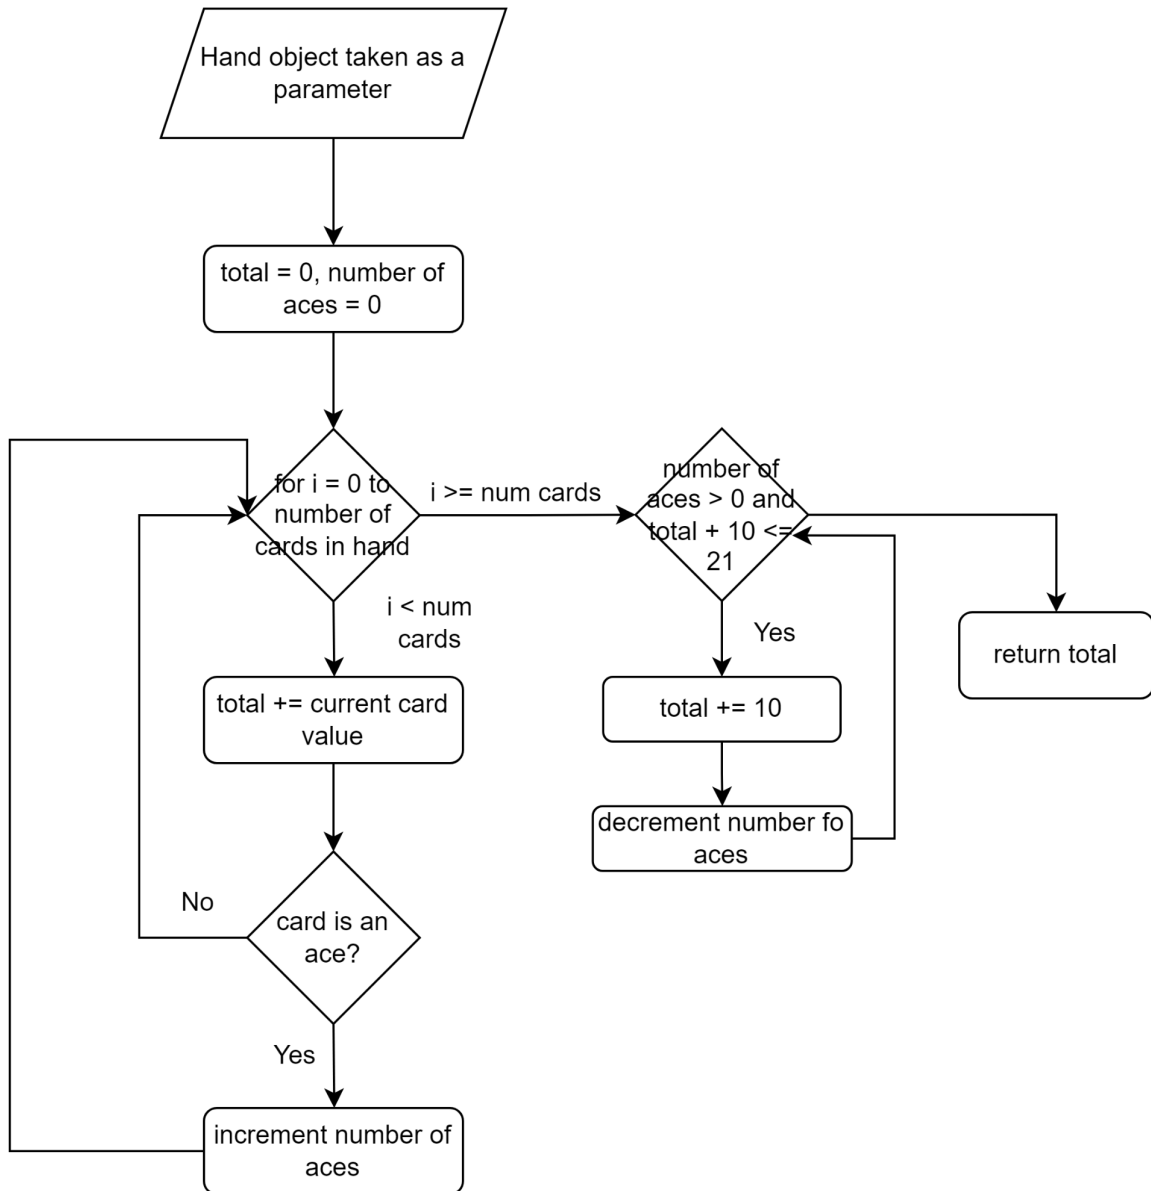 Hand object taken as a
parameter
total = 0, number of
aces = 0
for i = 0 to
number of
cards in hand
i >= num cards
number of
aces > 0 and
total + 10 <=
21
i < num
cards
Yes
return total
total += current card
value
total += 10
decrement number fo
aces
No
card is an
ace?
Yes
increment number of
aces